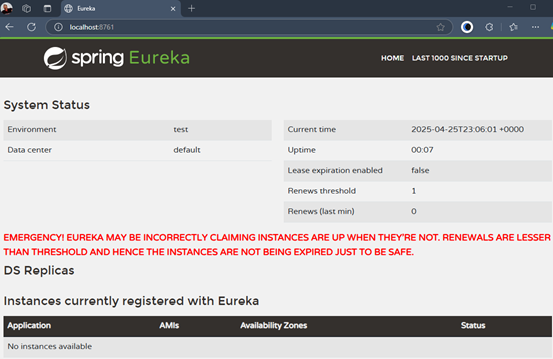 Eureka
localhost:8761
spring Eureka
HOME LAST 1000 SINCE STARTUP
System Status
Environment test
Data center default
Current time 2025-04-25T23:06:01 +0000
Uptime 00:07
Lease expiration enabled false
Renews threshold 1
Renews (last min) 0
EMERGENCY! EUREKA MAY BE INCORRECTLY CLAIMING INSTANCES ARE UP WHEN THEY'RE NOT. RENEWALS ARE LESSER
THAN THRESHOLD AND HENCE THE INSTANCES ARE NOT BEING EXPIRED JUST TO BE SAFE.
DS Replicas
Instances currently registered with Eureka
Application AMIs Availability Zones Status
No instances available